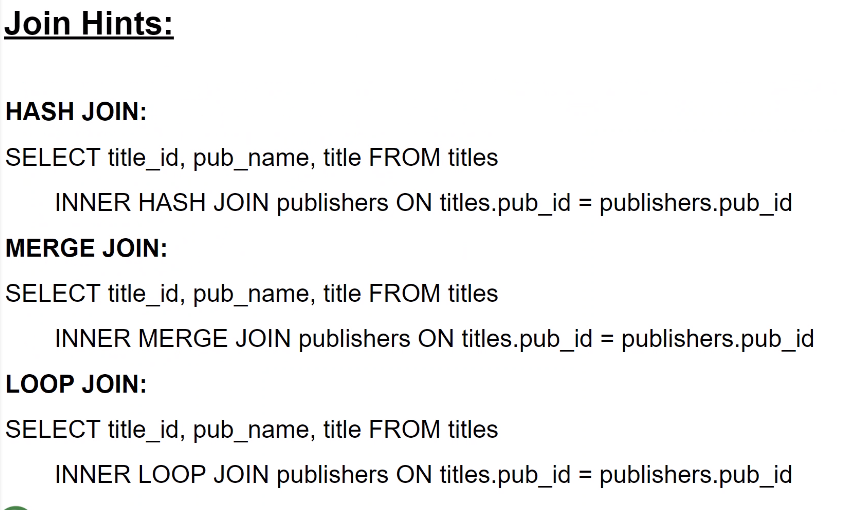 Join Hints:
HASH JOIN:
SELECT title_id, pub_name, title FROM titles
INNER HASH JOIN publishers ON titles.pub_id = publishers.pub_id
MERGE JOIN:
SELECT title_id, pub_name, title FROM titles
INNER MERGE JOIN publishers ON titles.pub_id = publishers.pub_id
LOOP JOIN:
SELECT title_id, pub_name, title FROM titles
INNER LOOP JOIN publishers ON titles.pub_id = publishers.pub_id